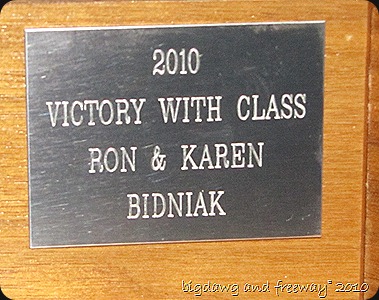 2010
VICTORY WITH CLASS
RON & KAREN
BIDNIAK
bigdawg and freeway© 2010